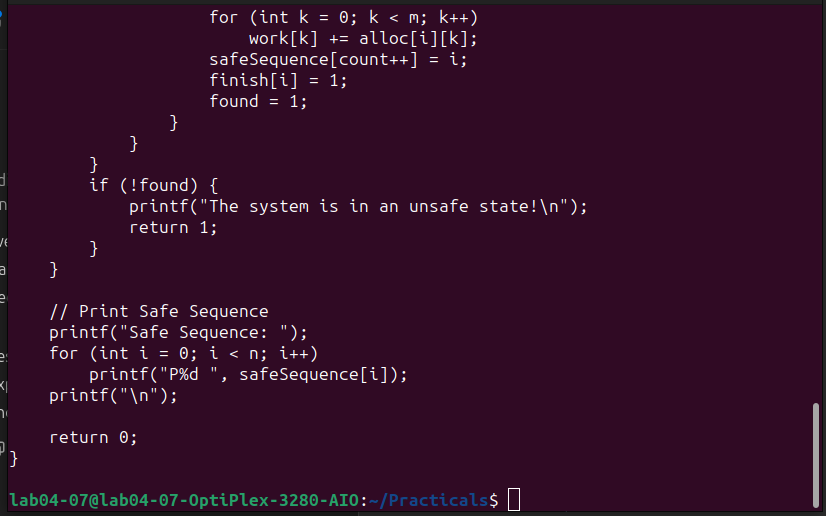 for (int k = 0; k < m; k++)
work[k] += alloc[i][k];
safeSequence[count++] = i;
finish[i] = 1;
found = 1;
}
}
}
if (!found) {
printf("The system is in an unsafe state!\n");
return 1;
}
}
// Print Safe Sequence
printf("Safe Sequence: ");
for (int i = 0; i < n; i++)
printf("P%d ", safeSequence[i]);
printf("\n");
return 0;
}
lab04-07@lab04-07-OptiPlex-3280-AIO:~/Practicals$